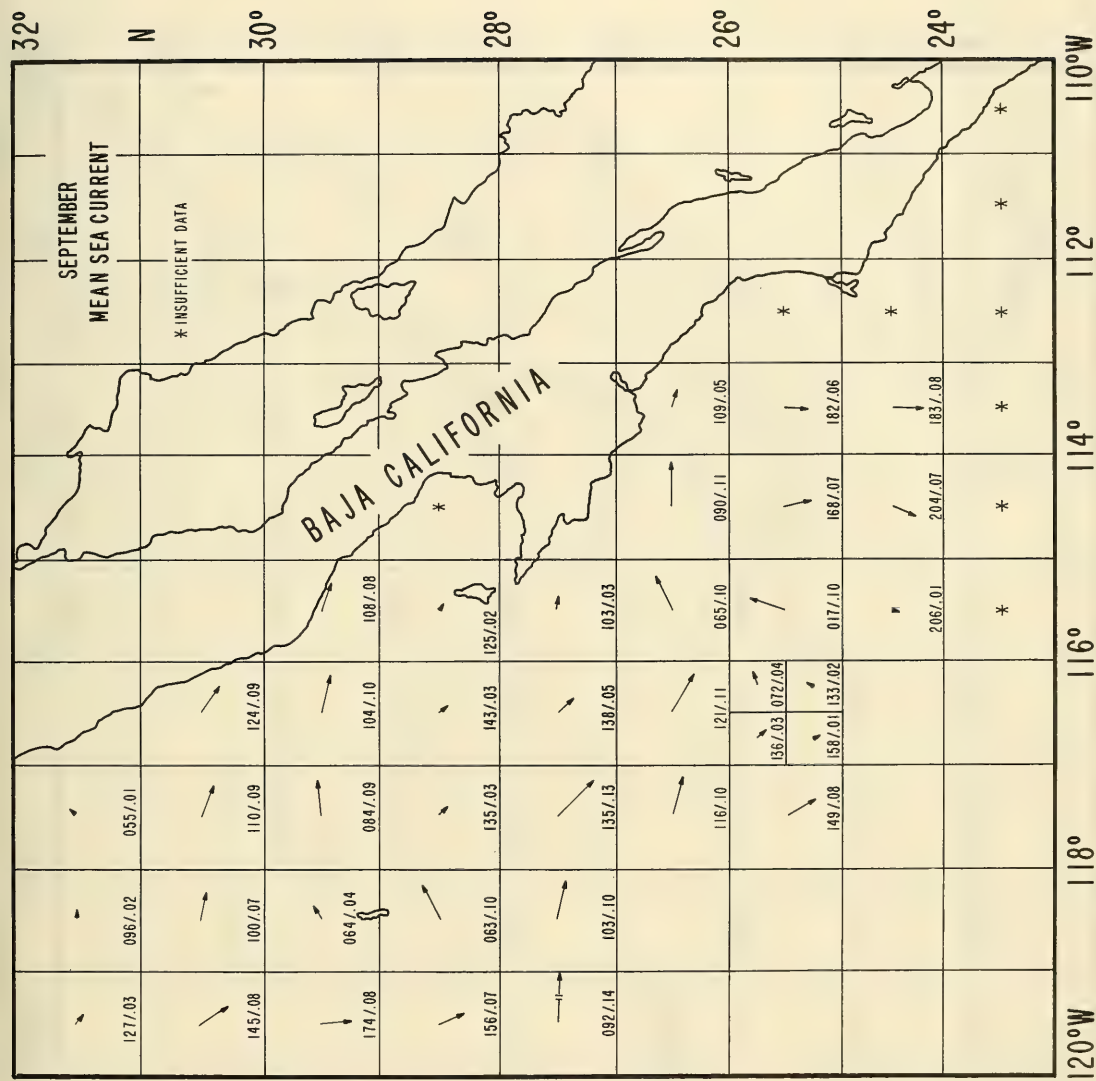 SEPTEMBER
MEAN SEA CURRENT
* INSUFFICIENT DATA
32°
N
30°
28°
26°
24°
BAJA CALIFORNIA
127/.03 096/.02 055/.01
145/.08 100/.07 110/.09 124/.09
174/.08 064/.04 084/.09 104/.10 108/.08
156/.07 063/.10 135/.03 143/.03 125/.02 *
092/.14 103/.10 135/.13 138/.05 103/.03
116/.10 121/.11 065/.10 090/.11 109/.05
136/.03 072/.04 *
149/.08 158/.01 133/.02 017/.10 168/.07 182/.06
206/.01 204/.07 183/.08 *
* * * * * *
120°W 118° 116° 114° 112° 110°W